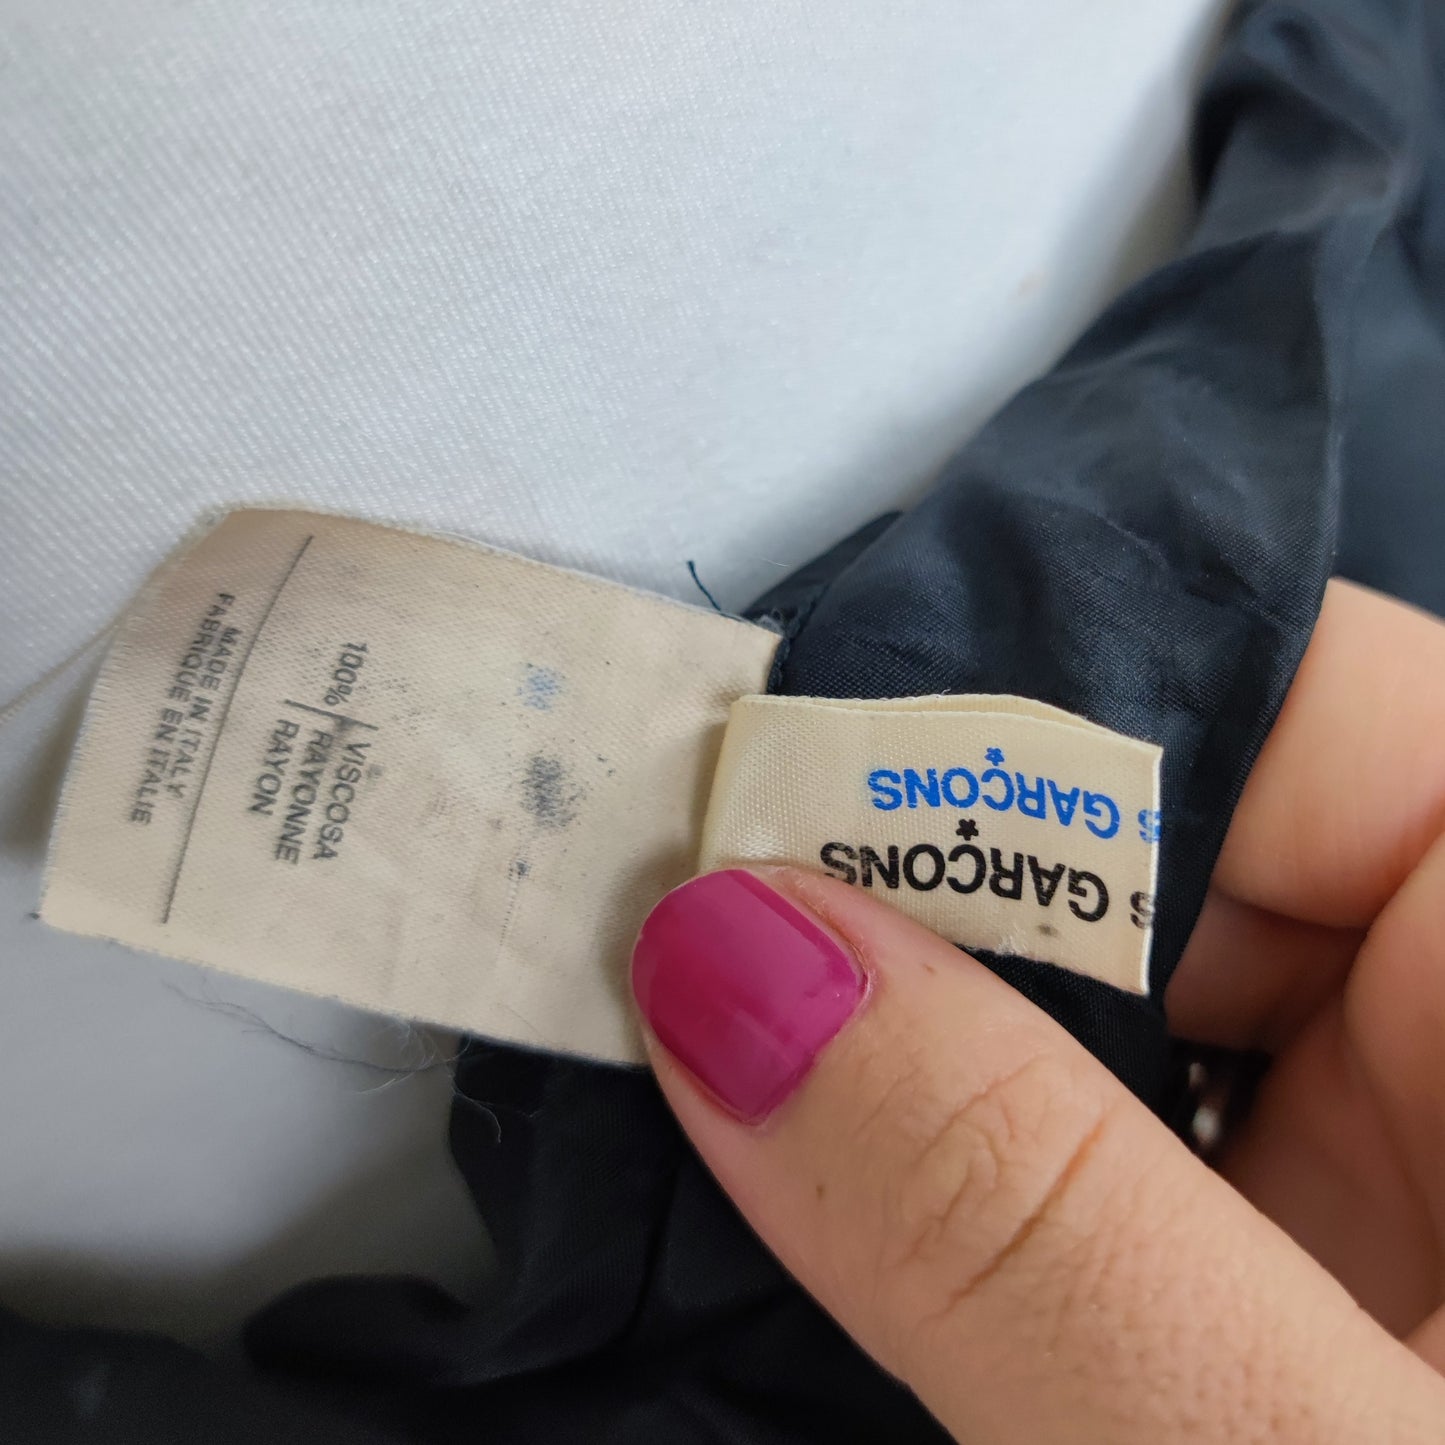 100% VISCOSA
RAYONNE
RAYON
MADE IN ITALY
FABRIQUE EN ITALIE
S GARÇONS
S GARÇONS